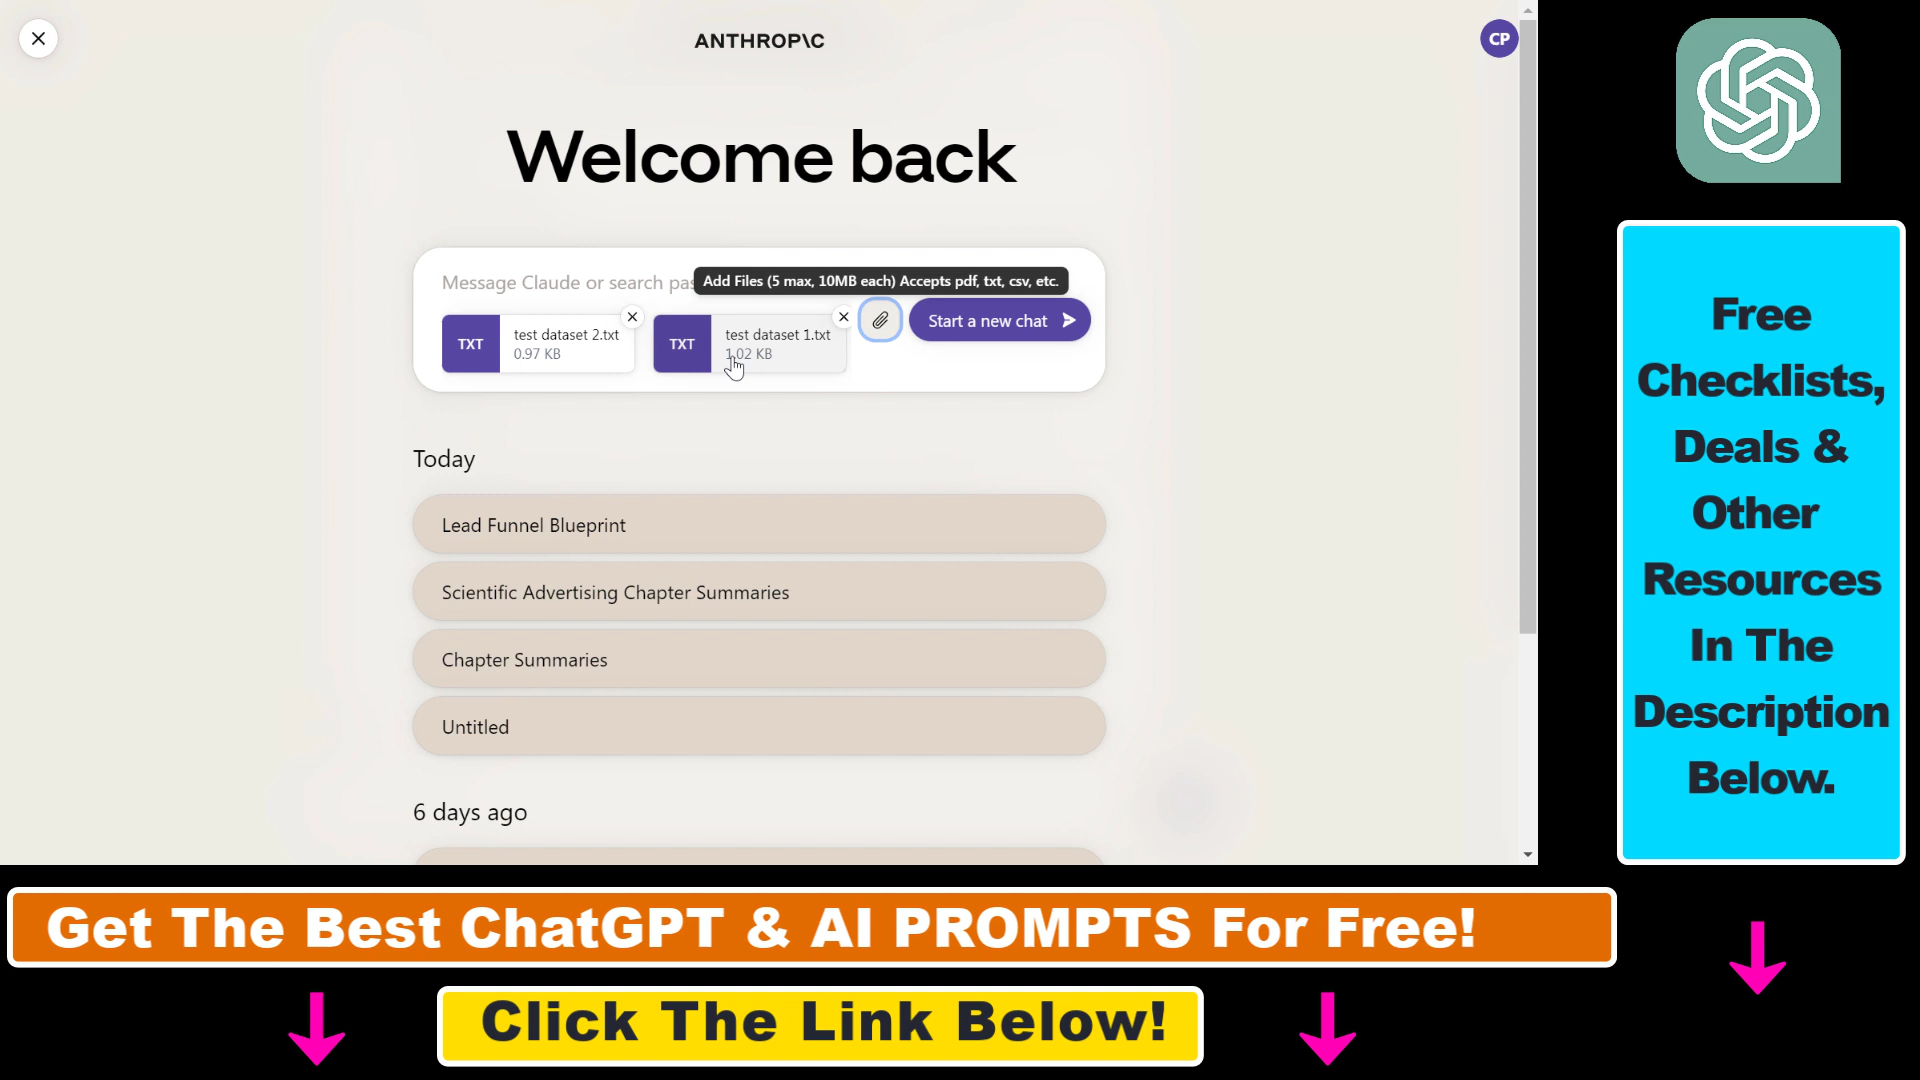 ANTHROP\C
CP
Welcome back
Message Claude or search pas
Add Files (5 max, 10MB each) Accepts pdf, txt, csv, etc.
TXT
test dataset 2.txt
0.97 KB
TXT
test dataset 1.txt
1.02 KB
Start a new chat
Today
Lead Funnel Blueprint
Scientific Advertising Chapter Summaries
Chapter Summaries
Untitled
6 days ago
Free
Checklists,
Deals &
Other
Resources
In The
Description
Below.
Get The Best ChatGPT & AI PROMPTS For Free!
Click The Link Below!